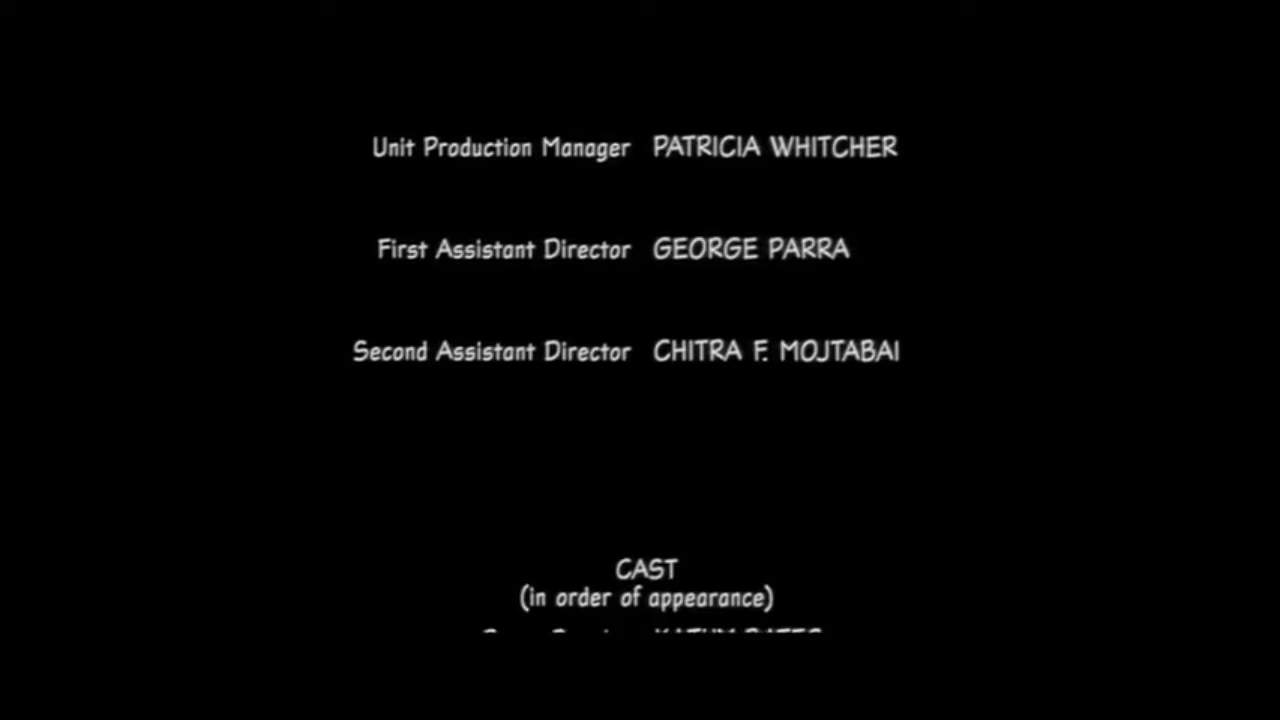 Unit Production Manager PATRICIA WHITCHER
First Assistant Director GEORGE PARRA
Second Assistant Director CHITRA F. MOJTABAI
CAST
(in order of appearance)